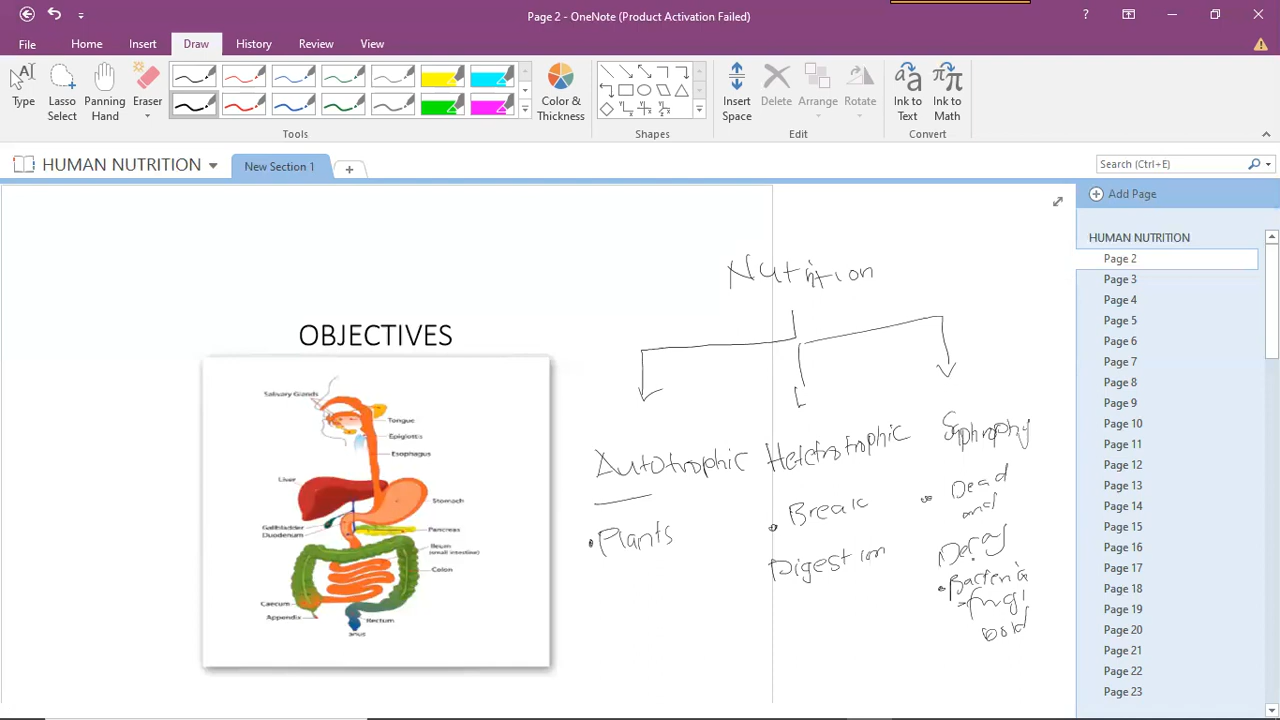 Page 2 - OneNote (Product Activation Failed)
?
File Home Insert Draw History Review View
Type
Lasso Select
Panning Hand
Eraser
Color & Thickness
Insert Space
Delete
Arrange
Rotate
Ink to Text
Ink to Math
Tools
Shapes
Edit
Convert
HUMAN NUTRITION
New Section 1
Search (Ctrl+E)
Add Page
OBJECTIVES
Salivary Glands
Tongue
Epiglottis
Esophagus
Liver
Stomach
Gallbladder
Duodenum
Pancreas
Ileum
(small intestine)
Colon
Caecum
Appendix
Rectum
anus
Nutrition
Autotrophic
Plants
Heterotrophic
Break
Digest
Dead
and
Bacteria
Fungi
HUMAN NUTRITION
Page 2
Page 3
Page 4
Page 5
Page 6
Page 7
Page 8
Page 9
Page 10
Page 11
Page 12
Page 13
Page 14
Page 15
Page 16
Page 17
Page 18
Page 19
Page 20
Page 21
Page 22
Page 23